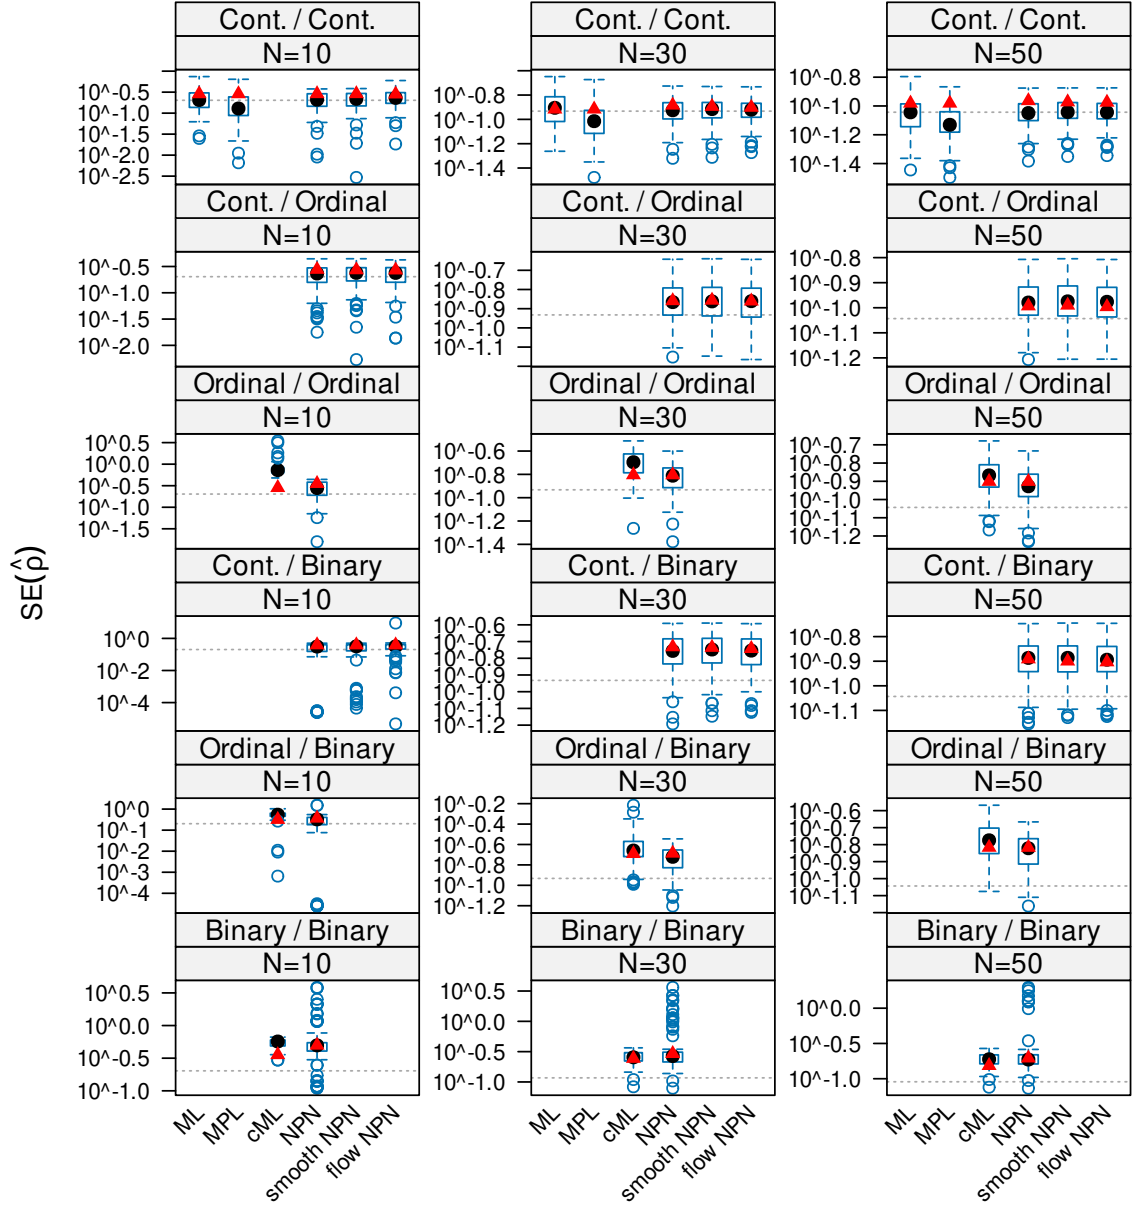 SE(ρ̂)
Cont. / Cont.
N=10
10^-0.5
10^-1.0
10^-1.5
10^-2.0
10^-2.5
Cont. / Cont.
N=30
10^-0.8
10^-1.0
10^-1.2
10^-1.4
Cont. / Cont.
N=50
10^-0.8
10^-1.0
10^-1.2
10^-1.4
Cont. / Ordinal
N=10
10^-0.5
10^-1.0
10^-1.5
10^-2.0
Cont. / Ordinal
N=30
10^-0.7
10^-0.8
10^-0.9
10^-1.0
10^-1.1
Cont. / Ordinal
N=50
10^-0.8
10^-0.9
10^-1.0
10^-1.1
10^-1.2
Ordinal / Ordinal
N=10
10^0.5
10^0.0
10^-0.5
10^-1.0
10^-1.5
Ordinal / Ordinal
N=30
10^-0.6
10^-0.8
10^-1.0
10^-1.2
10^-1.4
Ordinal / Ordinal
N=50
10^-0.7
10^-0.8
10^-0.9
10^-1.0
10^-1.1
10^-1.2
Cont. / Binary
N=10
10^0
10^-2
10^-4
Cont. / Binary
N=30
10^-0.6
10^-0.7
10^-0.8
10^-0.9
10^-1.0
10^-1.1
10^-1.2
Cont. / Binary
N=50
10^-0.8
10^-0.9
10^-1.0
10^-1.1
Ordinal / Binary
N=10
10^0
10^-1
10^-2
10^-3
10^-4
Ordinal / Binary
N=30
10^-0.2
10^-0.4
10^-0.6
10^-0.8
10^-1.0
10^-1.2
Ordinal / Binary
N=50
10^-0.6
10^-0.7
10^-0.8
10^-0.9
10^-1.0
10^-1.1
Binary / Binary
N=10
10^0.5
10^0.0
10^-0.5
10^-1.0
Binary / Binary
N=30
10^0.5
10^0.0
10^-0.5
10^-1.0
Binary / Binary
N=50
10^0.0
10^-0.5
10^-1.0
ML
MPL
cML
NPN
smooth NPN
flow NPN
ML
MPL
cML
NPN
smooth NPN
flow NPN
ML
MPL
cML
NPN
smooth NPN
flow NPN